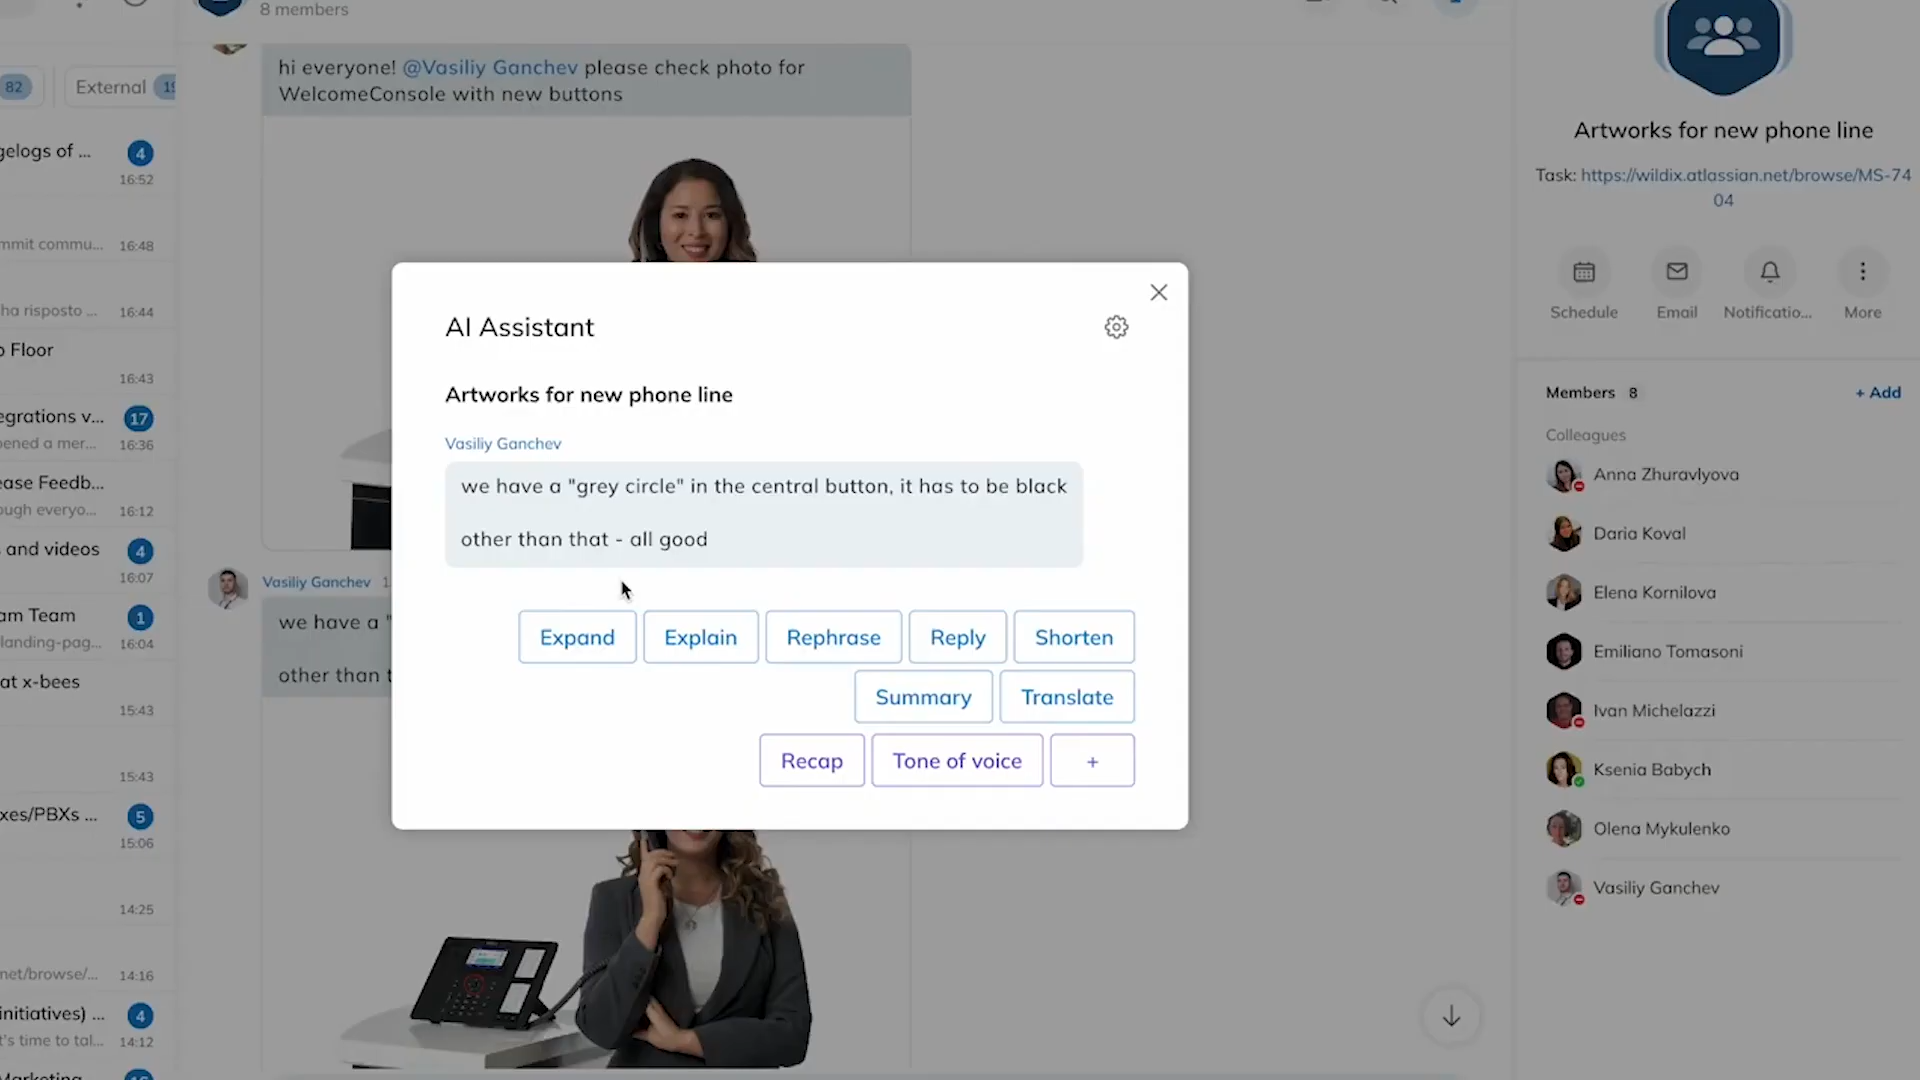 8 members
82
External
hi everyone! @Vasiliy Ganchev please check photo for
WelcomeConsole with new buttons
gelogs of ...
4
16:52
mmit commu...
16:48
ha risposto ...
16:44
o Floor
16:43
egrations v...
17
ened a mer...
16:36
ease Feedb...
ough everyo...
16:12
and videos
4
16:07
am Team
1
landing-pag...
16:04
at x-bees
15:43
15:43
xes/PBXs ...
5
15:06
14:25
net/browse/...
14:16
initiatives) ...
4
t's time to tal...
14:12
Marketing
Vasiliy Ganchev
we have a "
other than t
AI Assistant
Artworks for new phone line
Vasiliy Ganchev
we have a "grey circle" in the central button, it has to be black
other than that - all good
Expand
Explain
Rephrase
Reply
Shorten
Summary
Translate
Recap
Tone of voice
+
Artworks for new phone line
Task: https://wildix.atlassian.net/browse/MS-74
04
Schedule
Email
Notificatio...
More
Members 8
+ Add
Colleagues
Anna Zhuravlyova
Daria Koval
Elena Kornilova
Emiliano Tomasoni
Ivan Michelazzi
Ksenia Babych
Olena Mykulenko
Vasiliy Ganchev